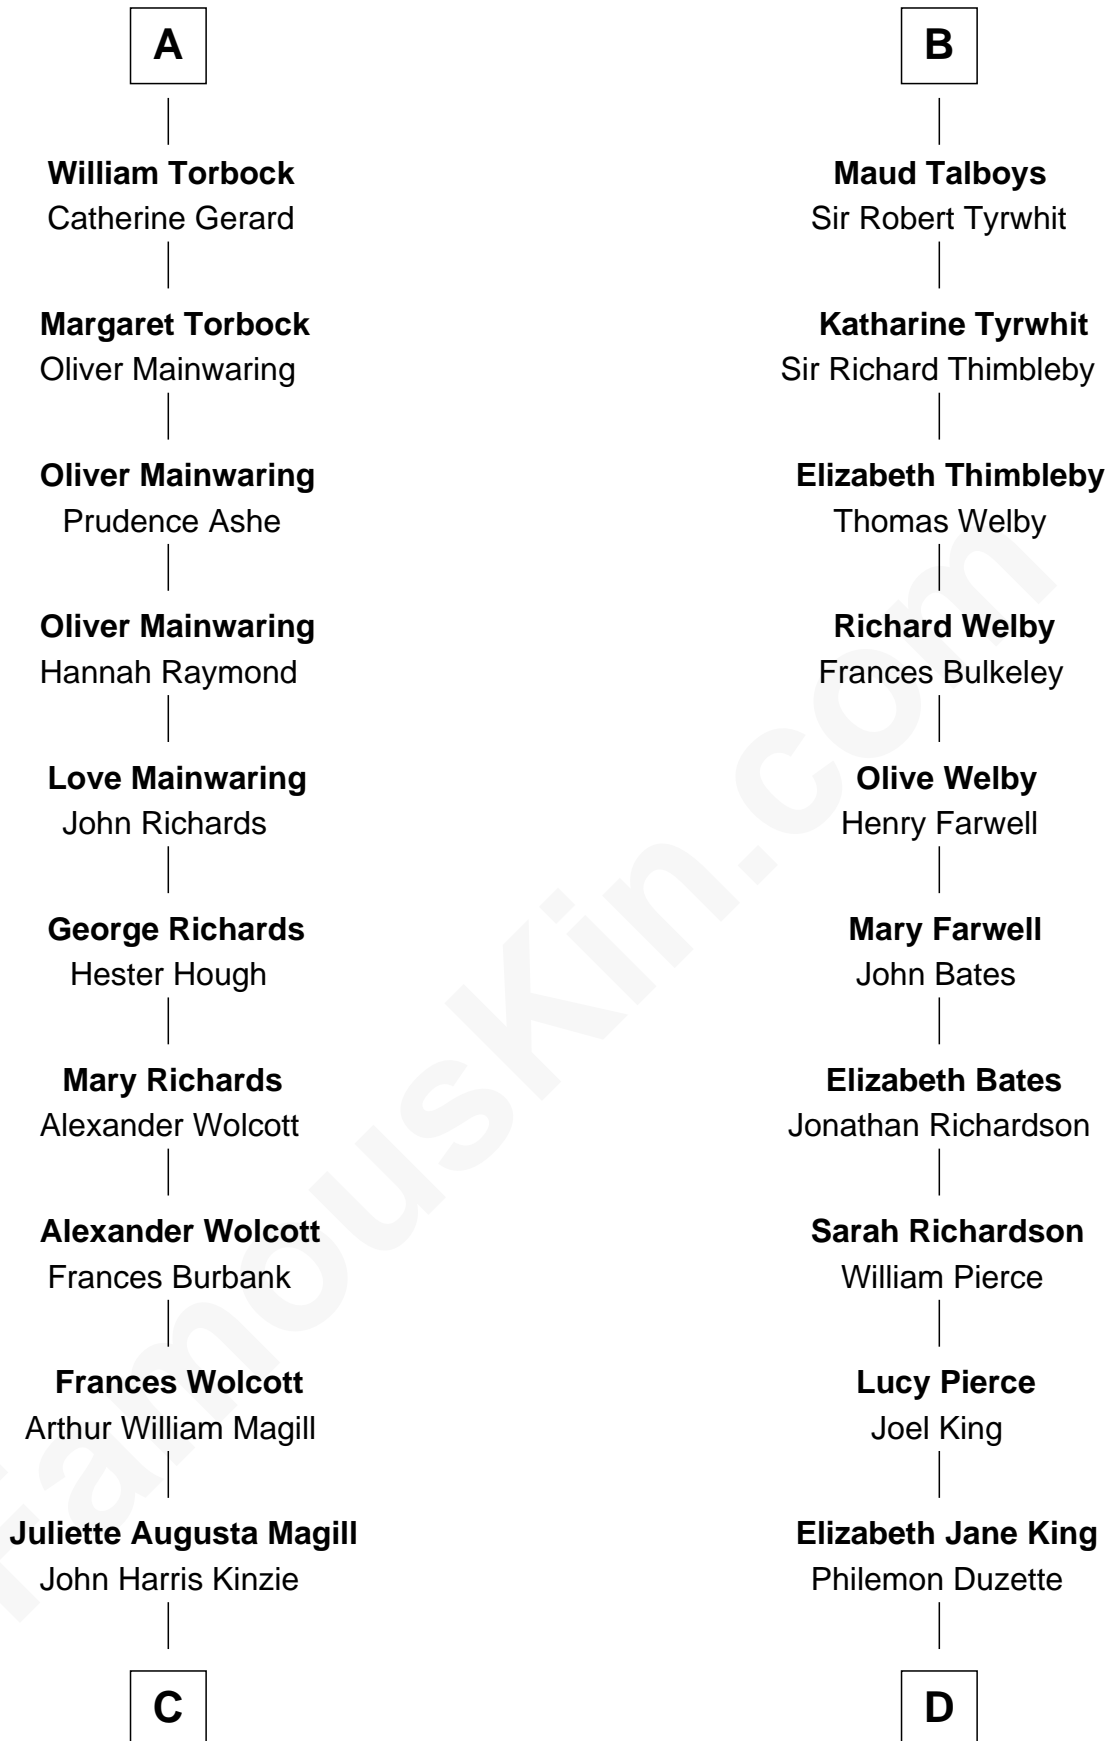 A
William Torbock
Catherine Gerard
Margaret Torbock
Oliver Mainwaring
Oliver Mainwaring
Prudence Ashe
Oliver Mainwaring
Hannah Raymond
Love Mainwaring
John Richards
George Richards
Hester Hough
Mary Richards
Alexander Wolcott
Alexander Wolcott
Frances Burbank
Frances Wolcott
Arthur William Magill
Juliette Augusta Magill
John Harris Kinzie
C
B
Maud Talboys
Sir Robert Tyrwhit
Katharine Tyrwhit
Sir Richard Thimbleby
Elizabeth Thimbleby
Thomas Welby
Richard Welby
Frances Bulkeley
Olive Welby
Henry Farwell
Mary Farwell
John Bates
Elizabeth Bates
Jonathan Richardson
Sarah Richardson
William Pierce
Lucy Pierce
Joel King
Elizabeth Jane King
Philemon Duzette
D
FamousKin.com